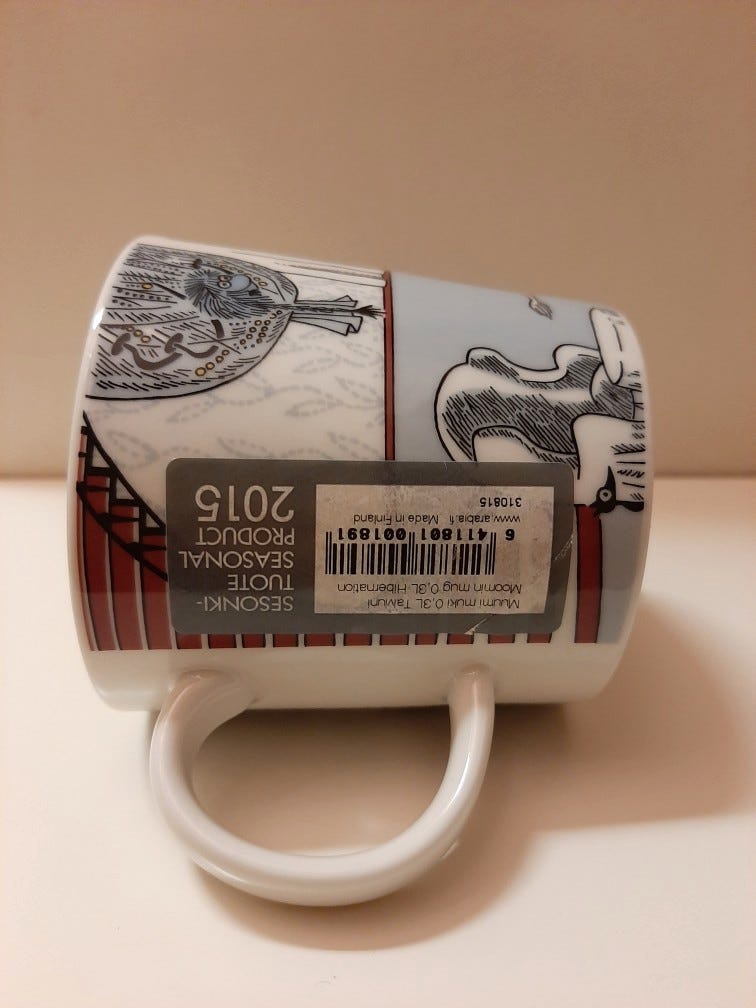 Muumi muki 0,3L Talviuni
Moomin mug 0,3L Hibernation
6 411801 001891
www.arabia.fi Made in Finland
310815
SESONKI-
TUOTE
SEASONAL
PRODUCT
2015